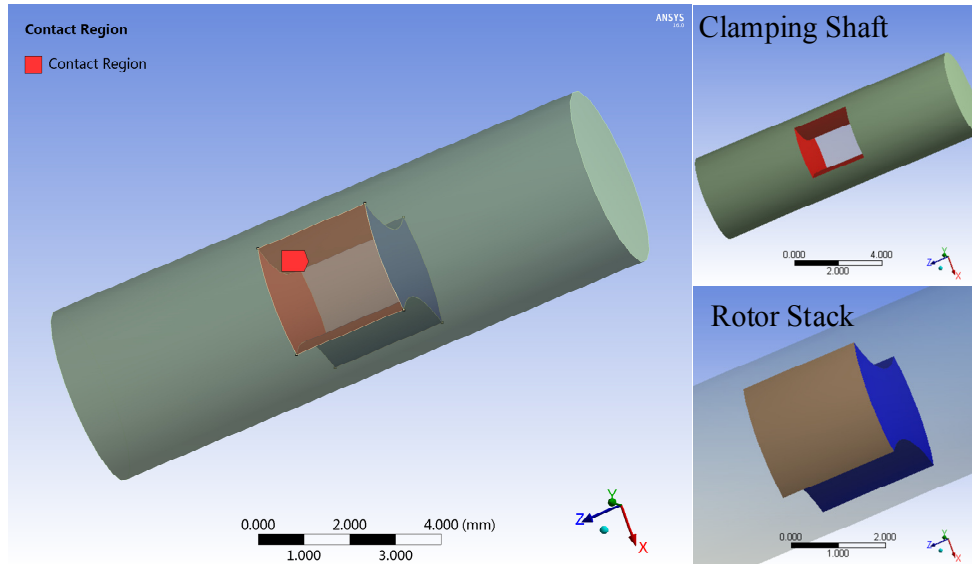 Contact Region
Contact Region
ANSYS
16.0
0.000 2.000 4.000 (mm)
1.000 3.000
Y
Z
X
Clamping Shaft
0.000 4.000
2.000
Y
Z
X
Rotor Stack
0.000 2.000
1.000
Y
Z
X